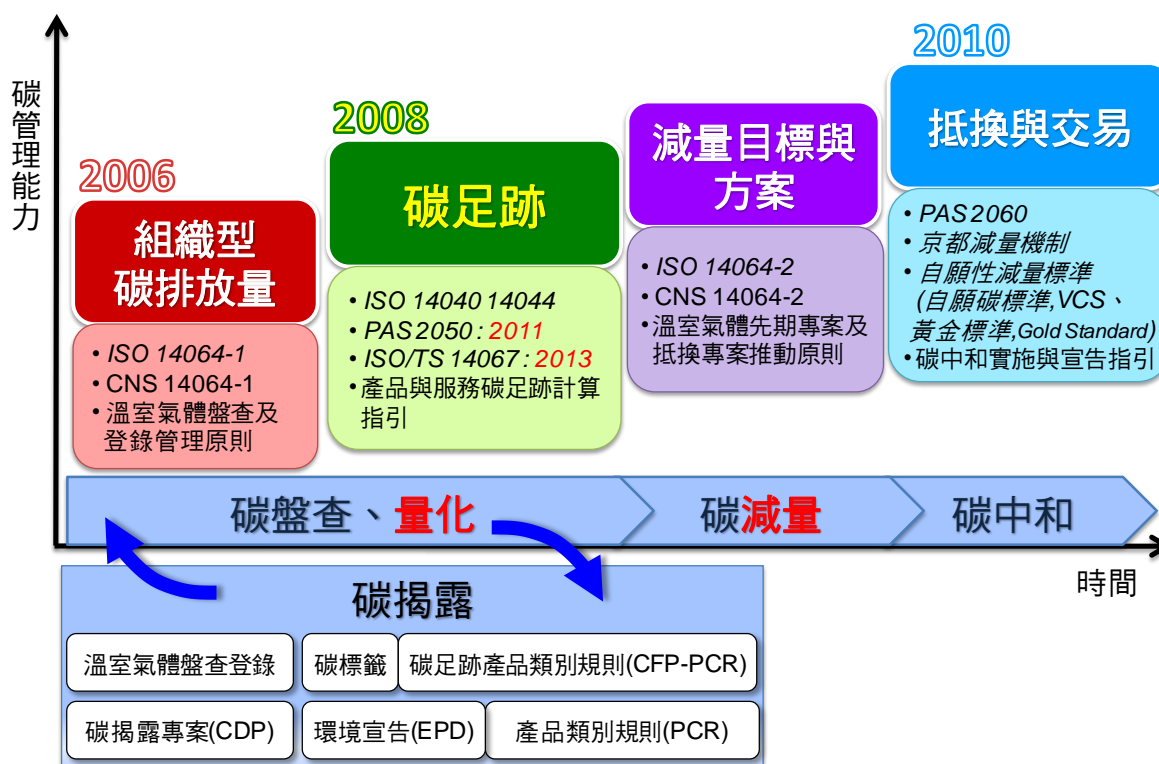 碳管理能力
2006
組織型
碳排放量
• ISO 14064-1
• CNS 14064-1
• 溫室氣體盤查及
登錄管理原則
2008
碳足跡
• ISO 14040 14044
• PAS 2050 : 2011
• ISO/TS 14067 : 2013
• 產品與服務碳足跡計算
指引
減量目標與
方案
• ISO 14064-2
• CNS 14064-2
• 溫室氣體先期專案及
抵換專案推動原則
2010
抵換與交易
• PAS 2060
• 京都減量機制
• 自願性減量標準
(自願碳標準,VCS、
黃金標準,Gold Standard)
• 碳中和實施與宣告指引
碳盤查、量化
碳減量
碳中和
時間
碳揭露
溫室氣體盤查登錄
碳標籤
碳足跡產品類別規則(CFP-PCR)
碳揭露專案(CDP)
環境宣告(EPD)
產品類別規則(PCR)